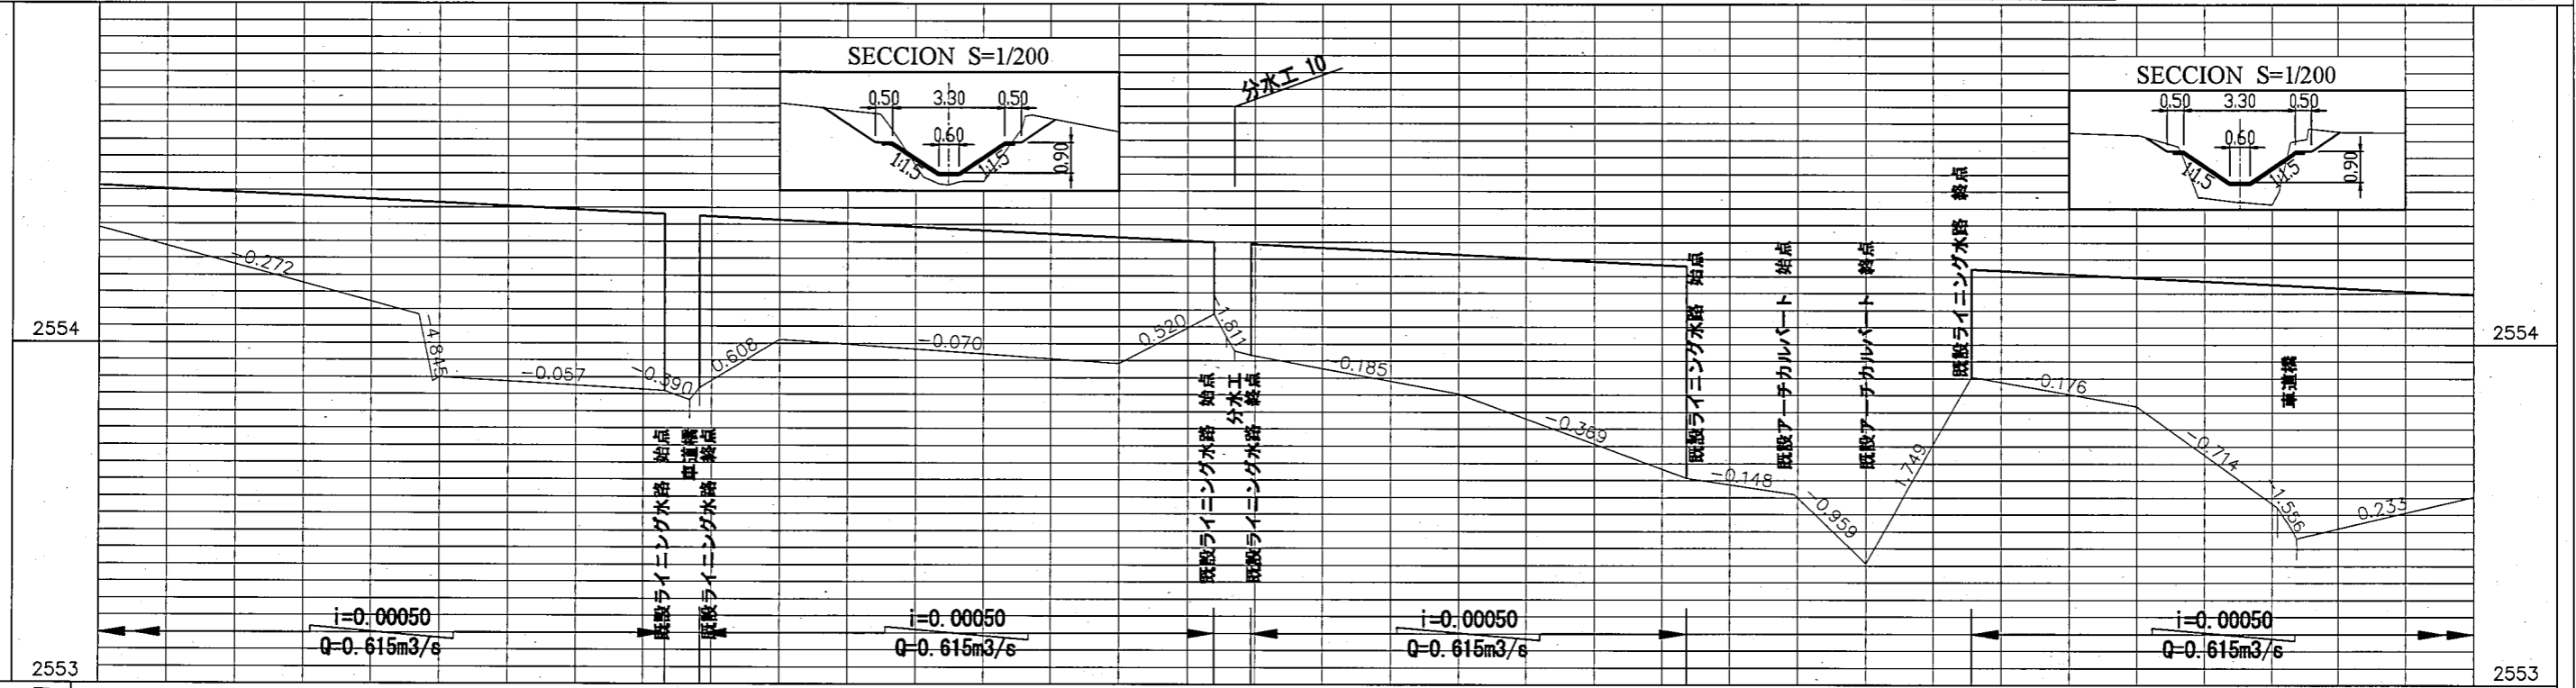 SECCION S=1/200
0.50 3.30 0.50
0.60
1:1.5 1:1.5
0.90
分水工 10
SECCION S=1/200
0.50 3.30 0.50
0.60
1:1.5 1:1.5
0.90
2554
2554
-0.272
-4.845
-0.057
-0.390
0.608
-0.070
0.520
-1.811
-0.185
-0.369
-0.148
-0.959
1.749
-0.176
-0.714
-1.556
0.233
既設ライニング水路 始点
車道橋
既設ライニング水路 終点
既設ライニング水路 始点
分水工
既設ライニング水路 終点
既設ライニング水路 始点
既設アーチカルバート 始点
既設アーチカルバート 終点
既設ライニング水路 終点
車道橋
i=0.00050
Q=0.615m3/s
i=0.00050
Q=0.615m3/s
i=0.00050
Q=0.615m3/s
i=0.00050
Q=0.615m3/s
2553
2553